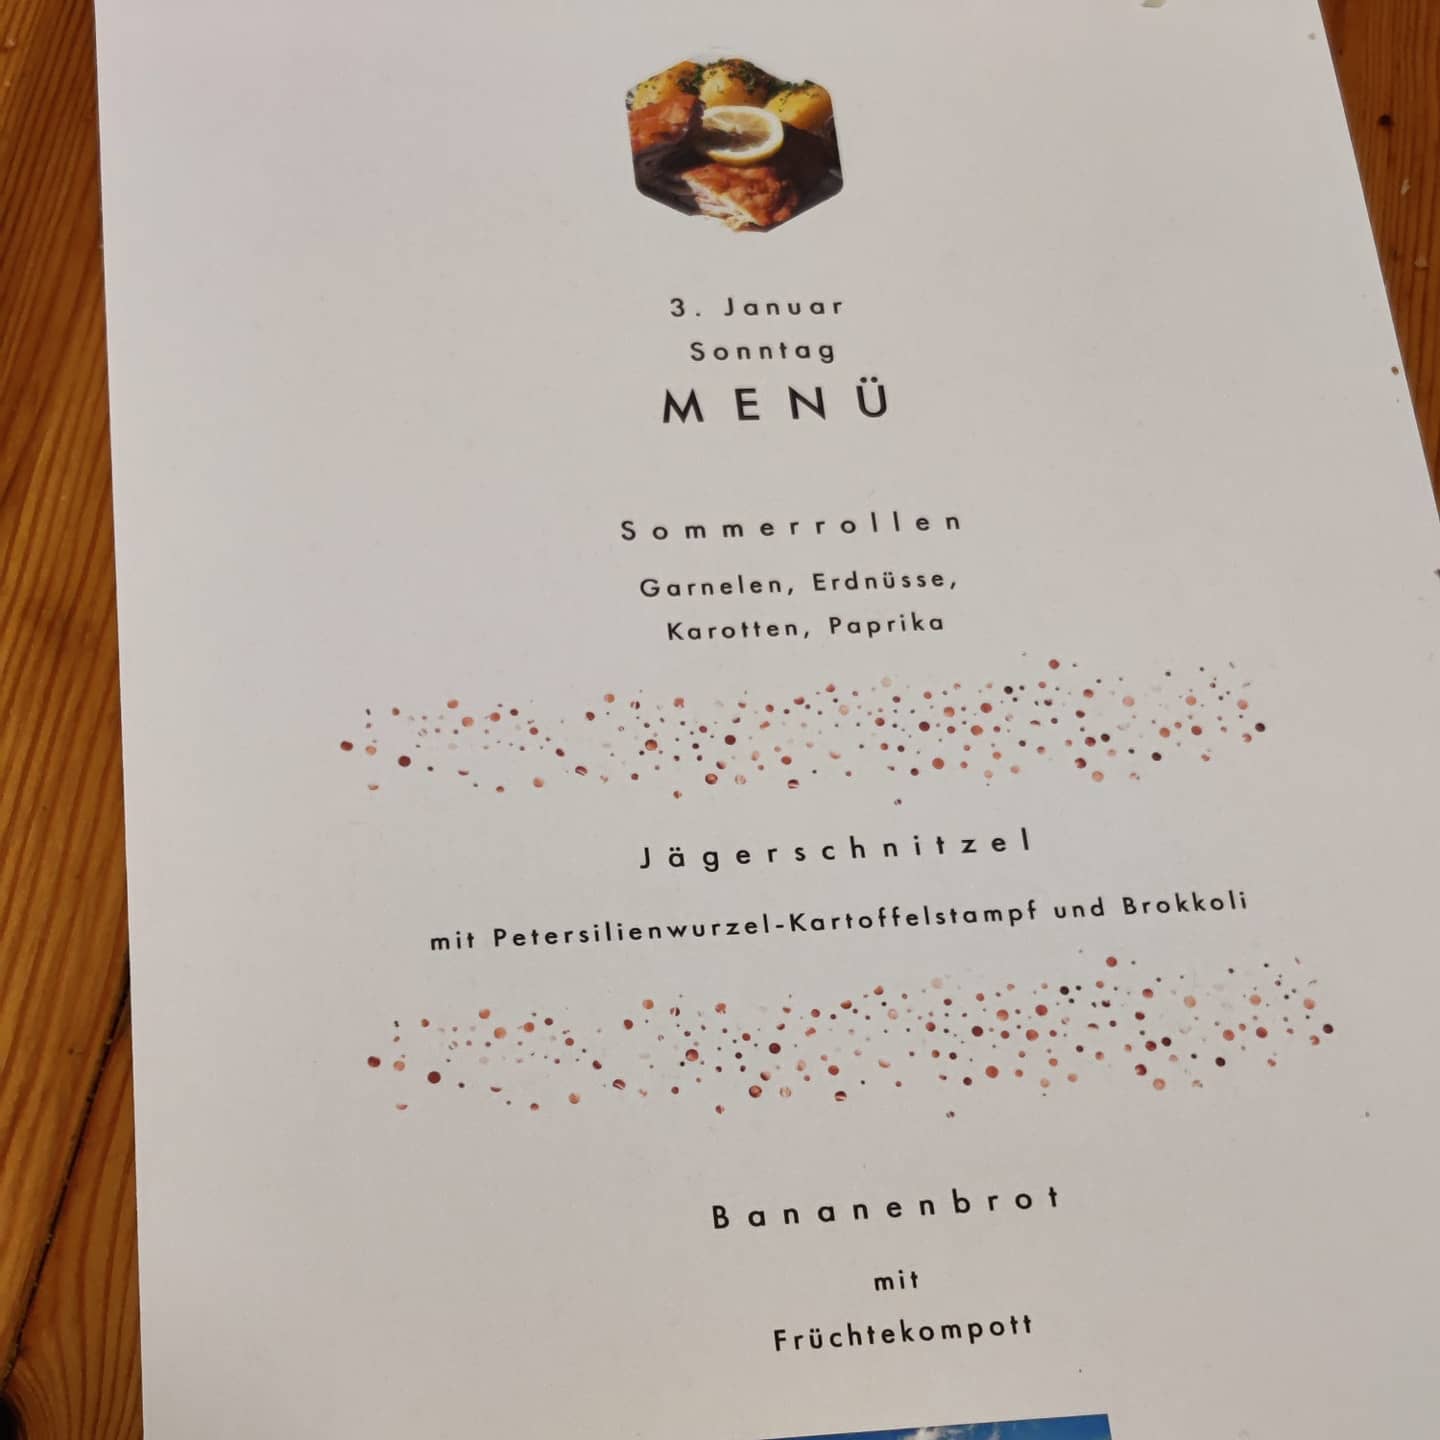 3. Januar
Sonntag
MENÜ
Sommerrollen
Garnelen, Erdnüsse,
Karotten, Paprika
Jägerschnitzel
mit Petersilienwurzel-Kartoffelstampf und Brokkoli
Bananenbrot
mit
Früchtekompott